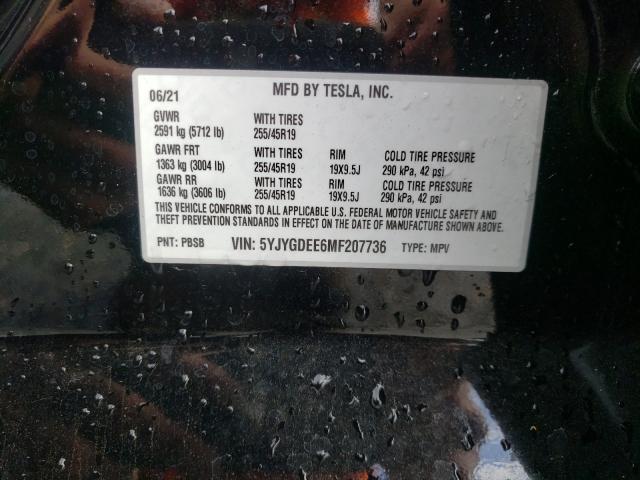 06/21 MFD BY TESLA, INC.
GVWR WITH TIRES
2591 kg (5712 lb) 255/45R19
GAWR FRT WITH TIRES RIM COLD TIRE PRESSURE
1363 kg (3004 lb) 255/45R19 19X9.5J 290 kPa, 42 psi
GAWR RR WITH TIRES RIM COLD TIRE PRESSURE
1636 kg (3606 lb) 255/45R19 19X9.5J 290 kPa, 42 psi
THIS VEHICLE CONFORMS TO ALL APPLICABLE U.S. FEDERAL MOTOR VEHICLE SAFETY AND
THEFT PREVENTION STANDARDS IN EFFECT ON THE DATE OF MANUFACTURE SHOWN ABOVE.
PNT: PBSB VIN: 5YJYGDEE6MF207736 TYPE: MPV